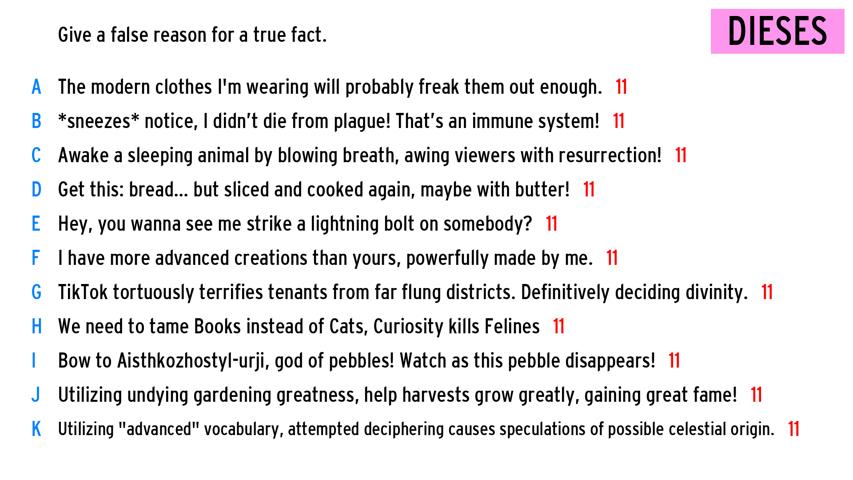 Give a false reason for a true fact.
DIESES
A The modern clothes I'm wearing will probably freak them out enough. 11
B *sneezes* notice, I didn't die from plague! That's an immune system! 11
C Awake a sleeping animal by blowing breath, awing viewers with resurrection! 11
D Get this: bread... but sliced and cooked again, maybe with butter! 11
E Hey, you wanna see me strike a lightning bolt on somebody? 11
F I have more advanced creations than yours, powerfully made by me. 11
G TikTok tortuously terrifies tenants from far flung districts. Definitively deciding divinity. 11
H We need to tame Books instead of Cats, Curiosity kills Felines 11
I Bow to Aisthkozhostyl-urji, god of pebbles! Watch as this pebble disappears! 11
J Utilizing undying gardening greatness, help harvests grow greatly, gaining great fame! 11
K Utilizing "advanced" vocabulary, attempted deciphering causes speculations of possible celestial origin. 11